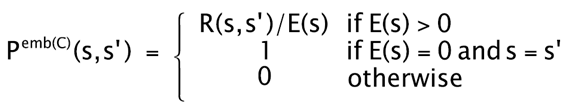 R(s,s')/E(s) if E(s) > 0
P^emb(C)(s,s') = { 1 if E(s) = 0 and s = s'
0 otherwise